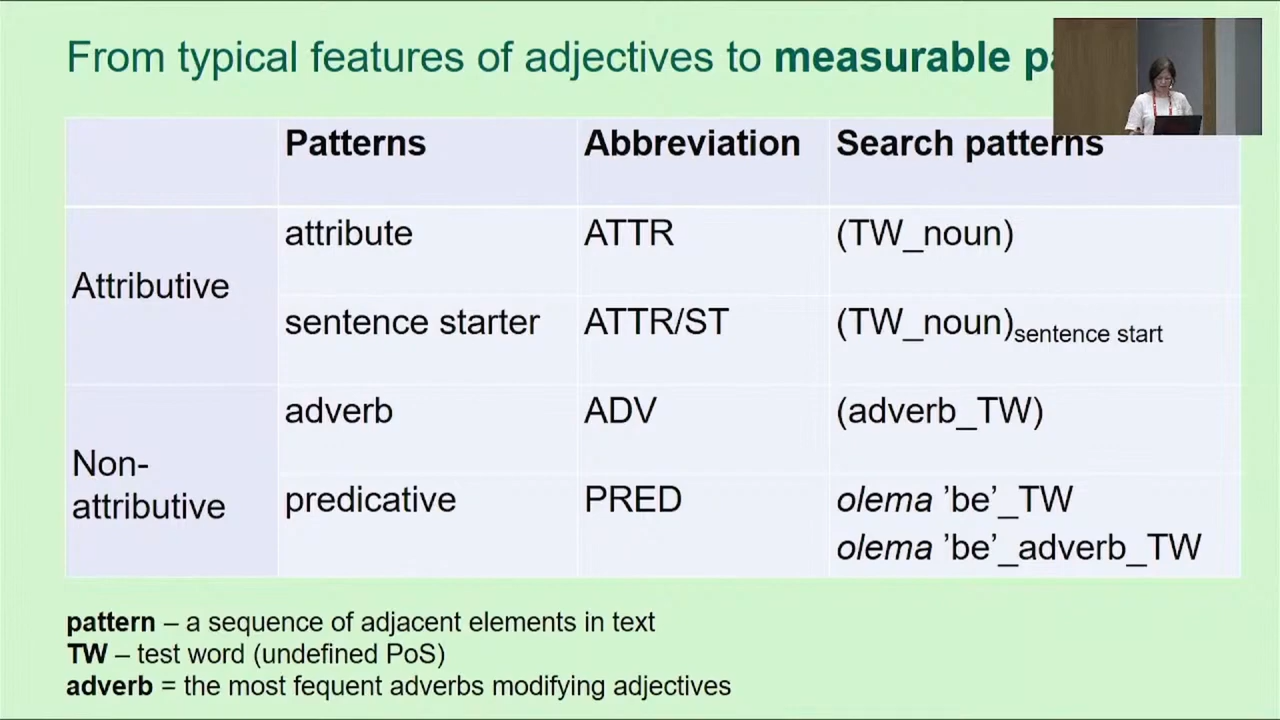 From typical features of adjectives to measurable
Patterns Abbreviation Search patterns
Attributive
attribute ATTR (TW_noun)
sentence starter ATTR/ST (TW_noun)sentence start
Non-
attributive
adverb ADV (adverb_TW)
predicative PRED olema ’be’_TW
olema ’be’_adverb_TW
pattern – a sequence of adjacent elements in text
TW – test word (undefined PoS)
adverb = the most fequent adverbs modifying adjectives